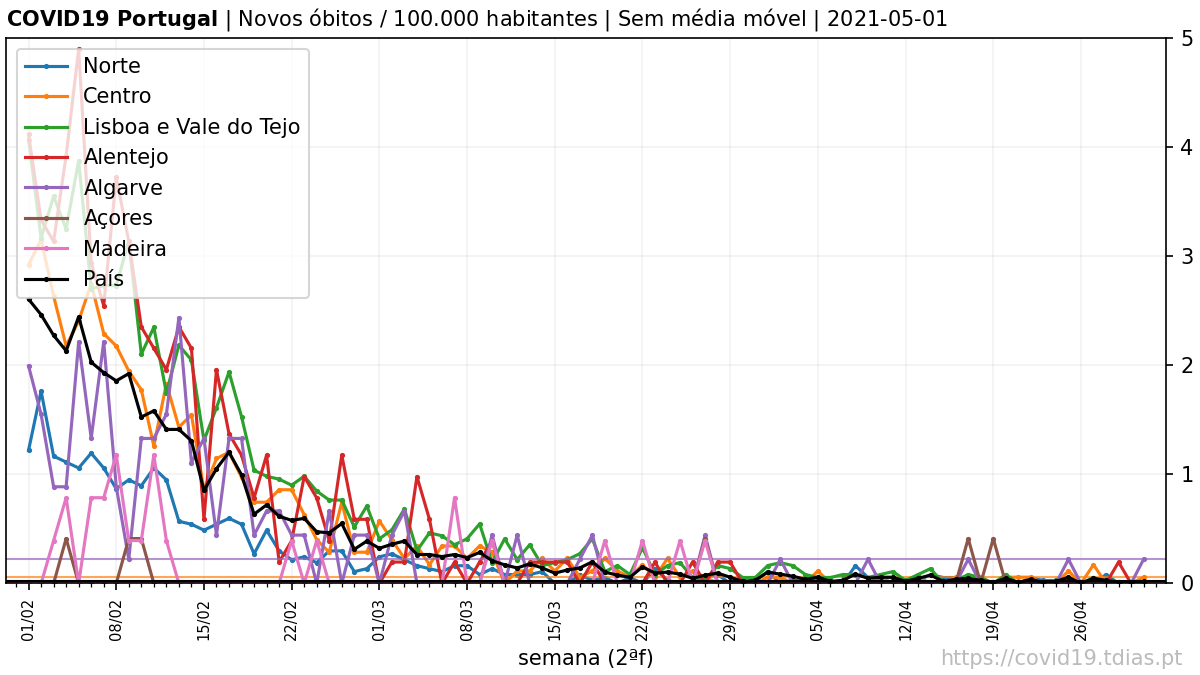 COVID19 Portugal | Novos óbitos / 100.000 habitantes | Sem média móvel | 2021-05-01
Norte
Centro
Lisboa e Vale do Tejo
Alentejo
Algarve
Açores
Madeira
País
5
4
3
2
1
0
01/02
08/02
15/02
22/02
01/03
08/03
15/03
22/03
29/03
05/04
12/04
19/04
26/04
semana (2ªf)
https://covid19.tdias.pt